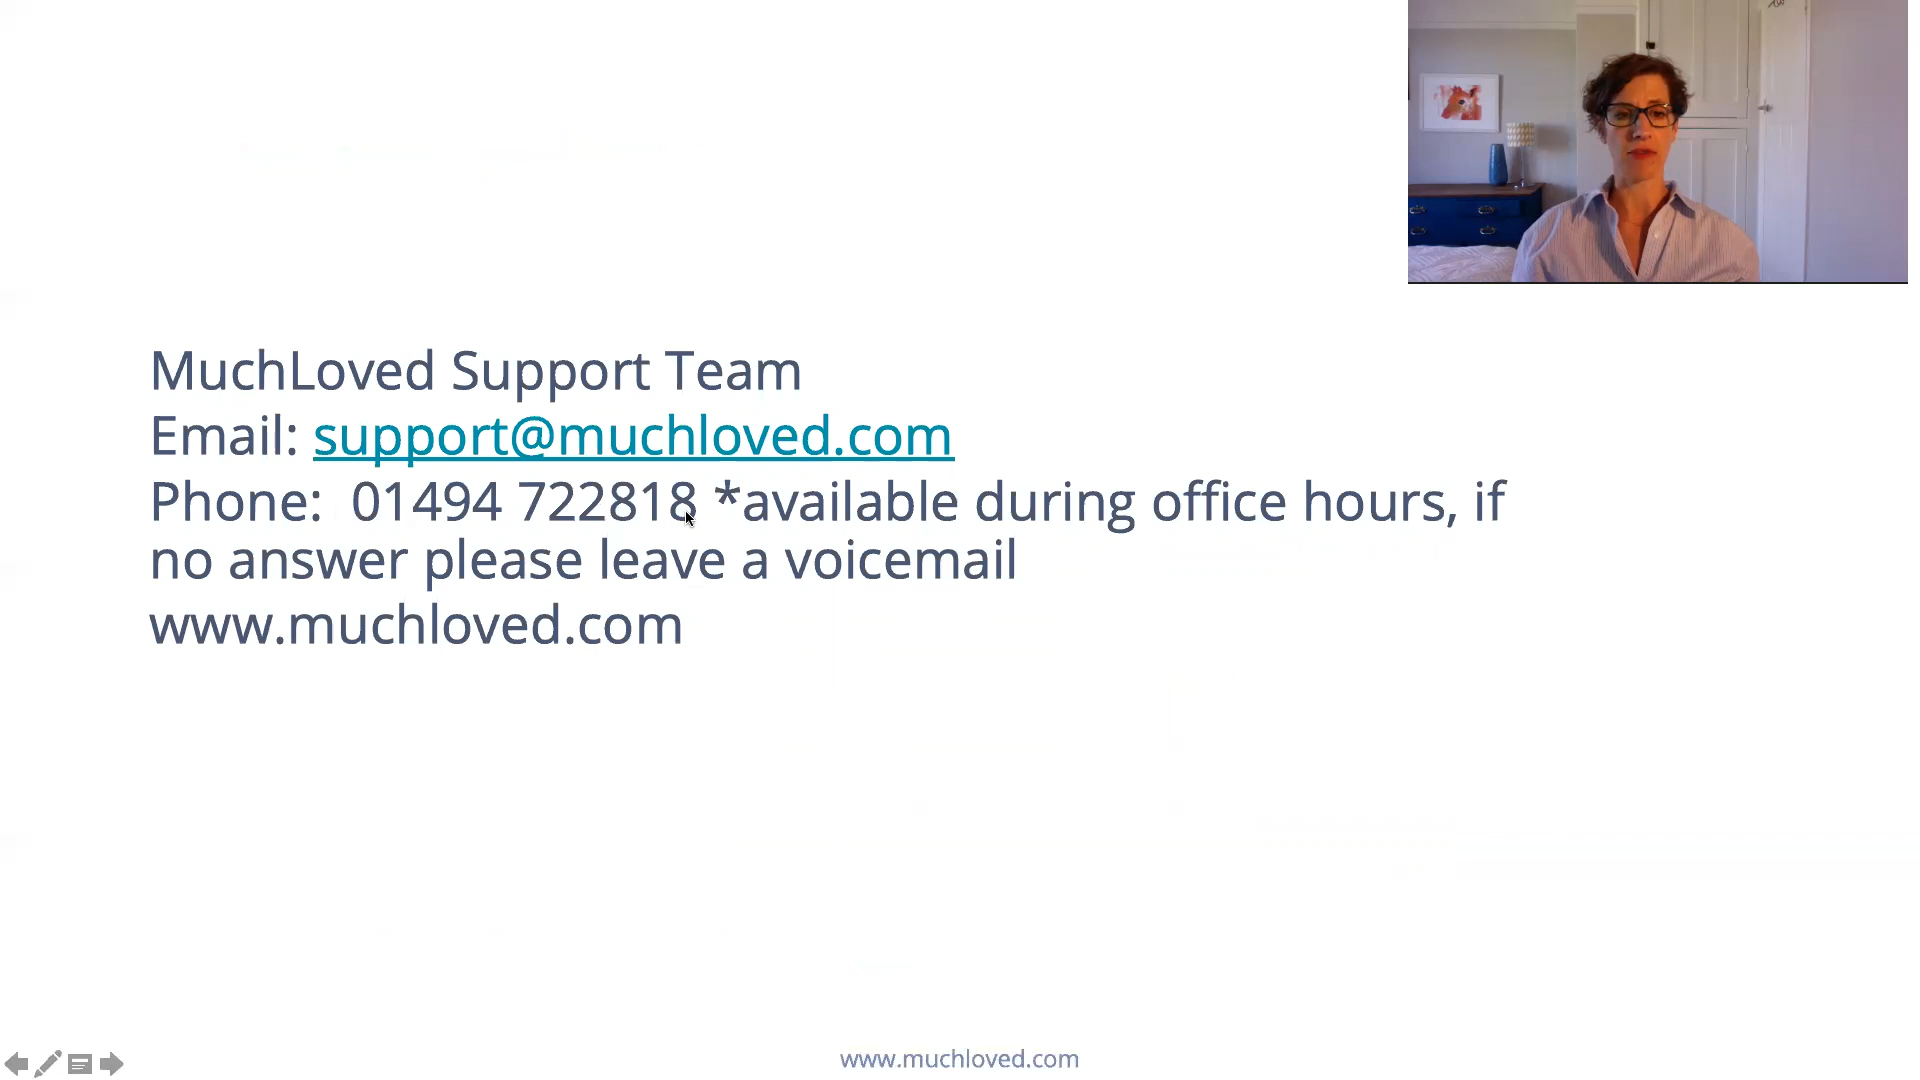 MuchLoved Support Team
Email: support@muchloved.com
Phone:  01494 722818 *available during office hours, if
no answer please leave a voicemail
www.muchloved.com
www.muchloved.com